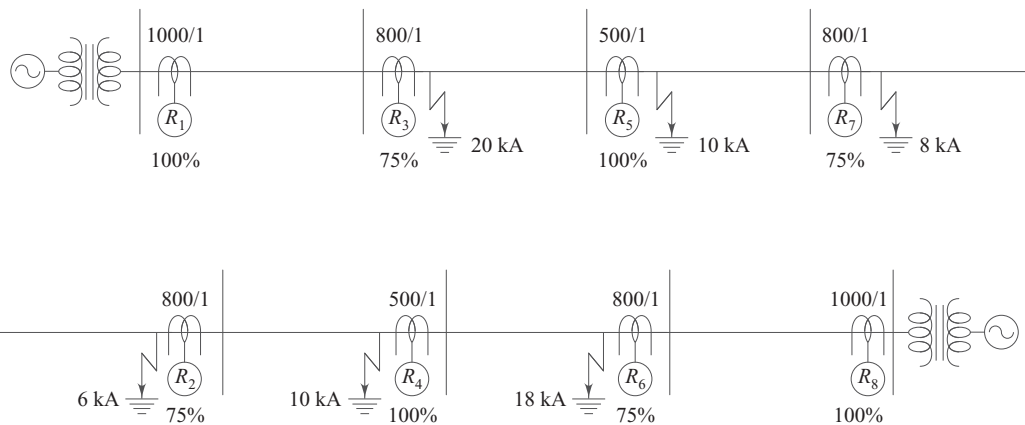 1000/1 800/1 500/1 800/1
R1 R3 R5 R7
20 kA 10 kA 8 kA
100% 75% 100% 75%
800/1 500/1 800/1 1000/1
R2 R4 R6 R8
6 kA 10 kA 18 kA
75% 100% 75% 100%